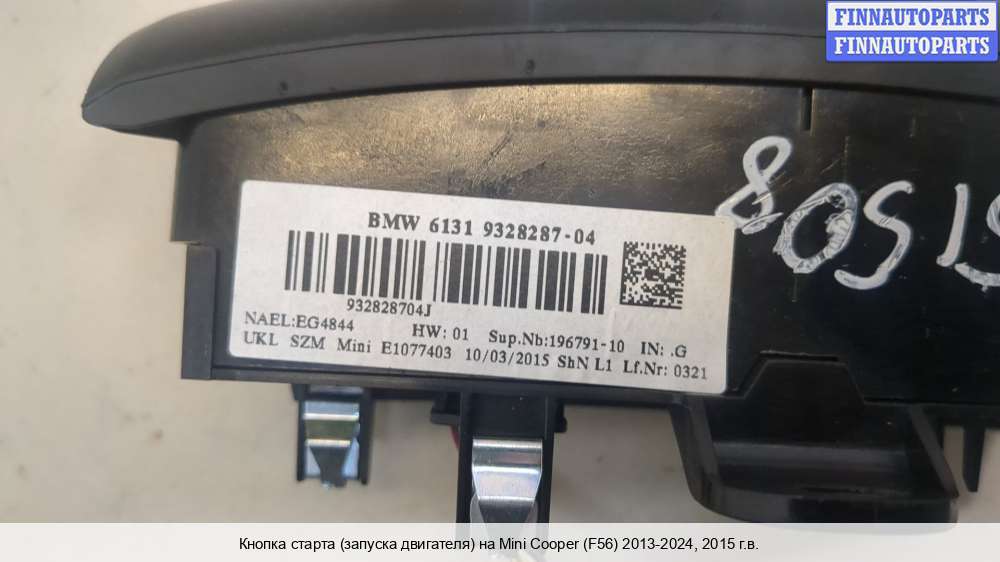 FINNAUTOPARTS
FINNAUTOPARTS
BMW 6131 9328287-04
932828704J
NAEL:EG4844 HW: 01 Sup.Nb:196791-10 IN: .G
UKL SZM Mini E1077403 10/03/2015 ShN L1 Lf.Nr: 0321
Кнопка старта (запуска двигателя) на Mini Cooper (F56) 2013-2024, 2015 г.в.